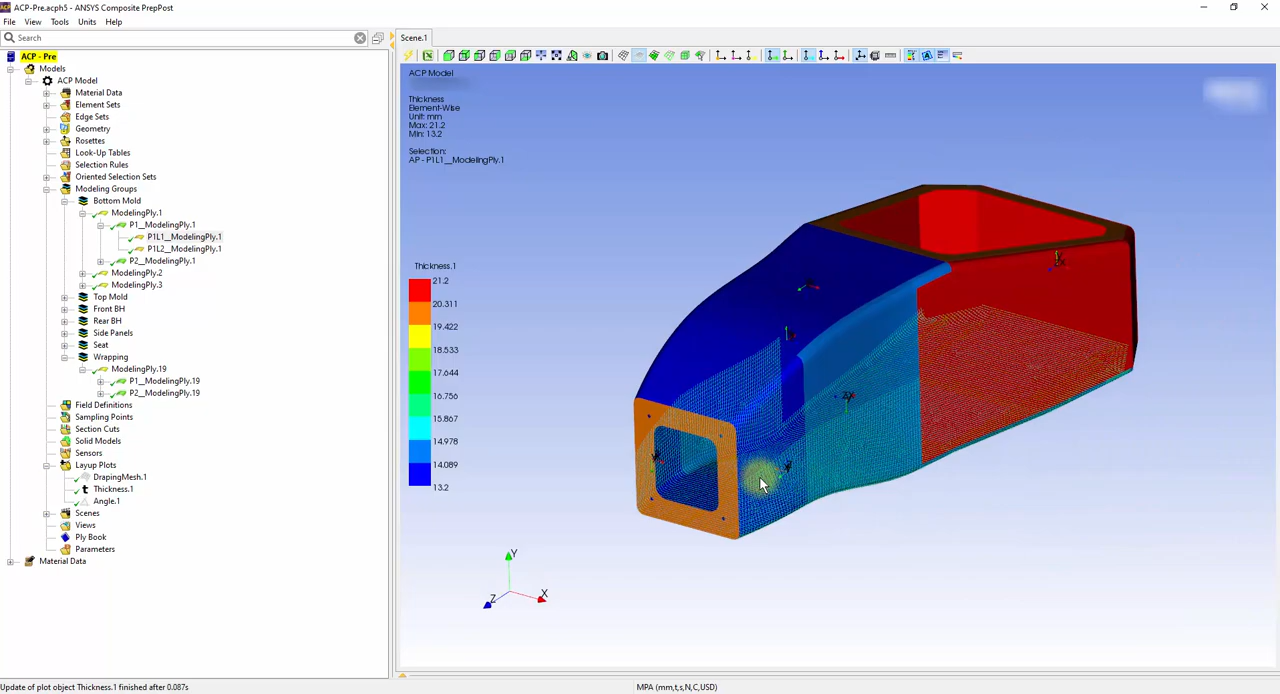 ACP-Pre.acph5 - ANSYS Composite PrepPost
File View Tools Units Help
Search
Scene.1
ACP - Pre
Models
ACP Model
Material Data
Element Sets
Edge Sets
Geometry
Rosettes
Look-Up Tables
Selection Rules
Oriented Selection Sets
Modeling Groups
Bottom Mold
ModelingPly.1
P1__ModelingPly.1
P1L1__ModelingPly.1
P1L2__ModelingPly.1
P2__ModelingPly.1
ModelingPly.2
ModelingPly.3
Top Mold
Front BH
Rear BH
Side Panels
Seat
Wrapping
ModelingPly.19
P1__ModelingPly.19
P2__ModelingPly.19
Field Definitions
Sampling Points
Section Cuts
Solid Models
Sensors
Layup Plots
DrapingMesh.1
Thickness.1
Angle.1
Scenes
Views
Ply Book
Parameters
Material Data
ACP Model
Thickness
Element-Wise
Unit: mm
Max: 21.2
Min: 13.2
Selection:
AP - P1L1__ModelingPly.1
Thickness.1
21.2
20.311
19.422
18.533
17.644
16.756
15.867
14.978
14.089
13.2
Y
Z
X
Update of plot object Thickness.1 finished after 0.087s
MPA (mm,t,s,N,C,USD)